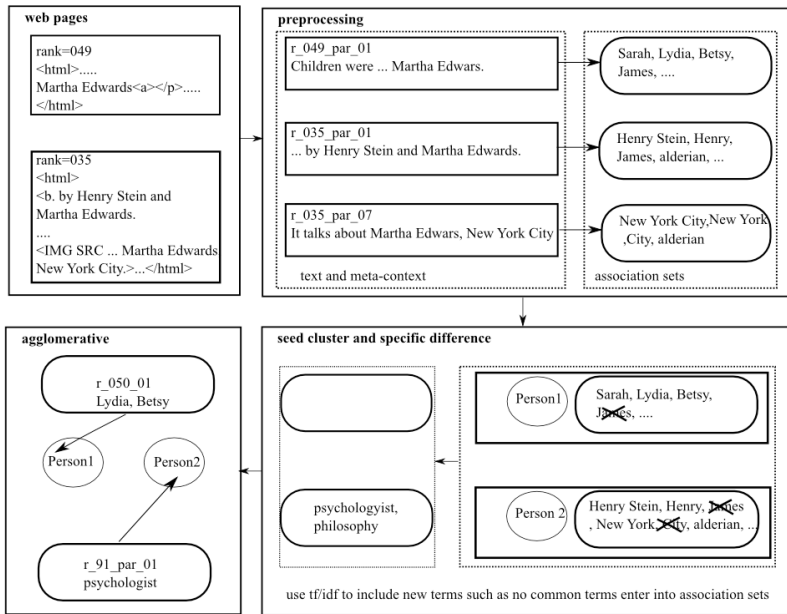 web pages
rank=049
<html>.....
Martha Edwards<a></p>.....
</html>
rank=035
<html>
<b. by Henry Stein and
Martha Edwards.
....
<IMG SRC ... Martha Edwards
New York City.>...</html>
preprocessing
r_049_par_01
Children were ... Martha Edwars.
r_035_par_01
... by Henry Stein and Martha Edwards.
r_035_par_07
It talks about Martha Edwars, New York City
text and meta-context
Sarah, Lydia, Betsy,
James, ....
Henry Stein, Henry,
James, alderian, ...
New York City,New York
,City, alderian
association sets
agglomerative
r_050_01
Lydia, Betsy
Person1
Person2
r_91_par_01
psychologist
seed cluster and specific difference
psychologyist,
philosophy
Person1
Sarah, Lydia, Betsy,
James, ....
Person 2
Henry Stein, Henry, James
, New York, City, alderian, ...
use tf/idf to include new terms such as no common terms enter into association sets